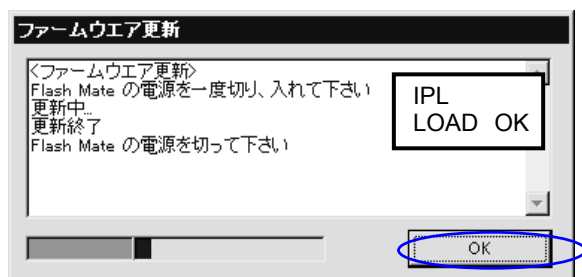 ファームウエア更新
<ファームウエア更新>
Flash Mate の電源を一度切り、入れて下さい
更新中...
更新終了
Flash Mate の電源を切って下さい
IPL
LOAD OK
OK